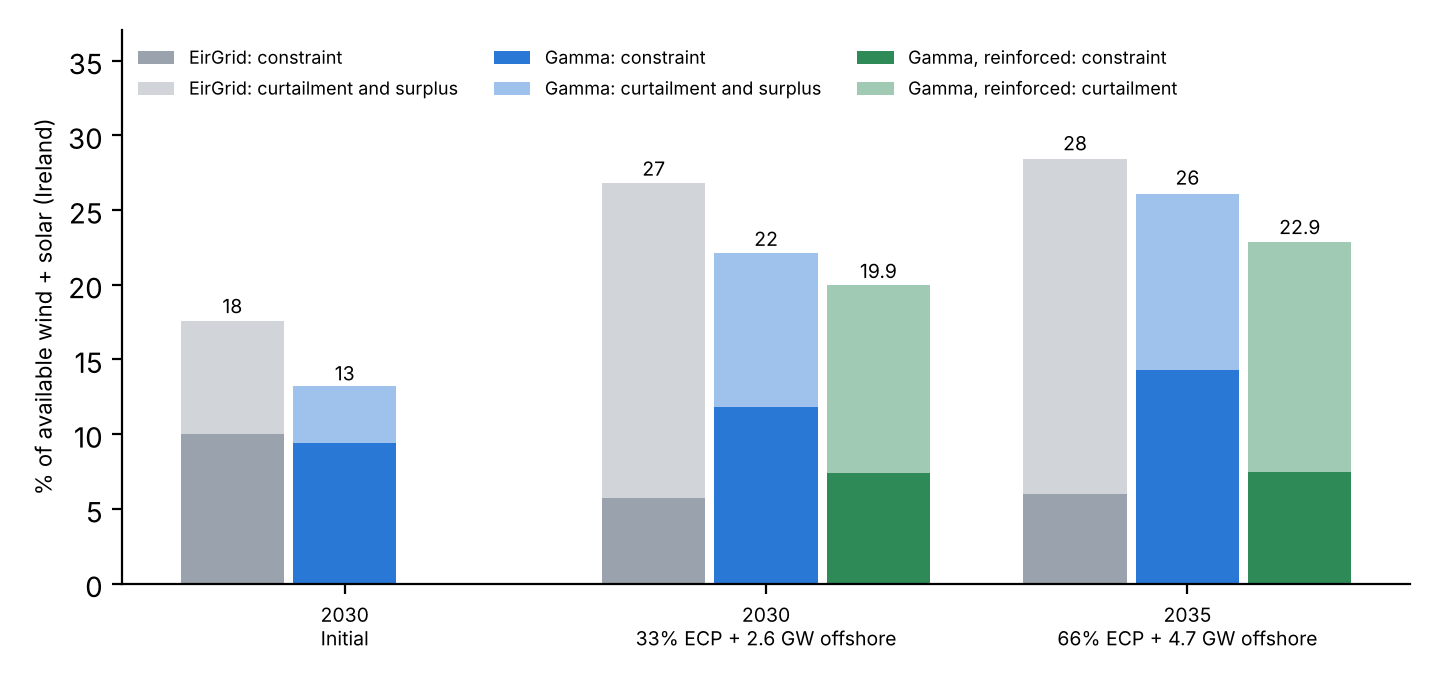 EirGrid: constraint
EirGrid: curtailment and surplus
Gamma: constraint
Gamma: curtailment and surplus
Gamma, reinforced: constraint
Gamma, reinforced: curtailment
% of available wind + solar (Ireland)
35
30
25
20
15
10
5
0
18
13
27
22
19.9
28
26
22.9
2030
Initial
2030
33% ECP + 2.6 GW offshore
2035
66% ECP + 4.7 GW offshore